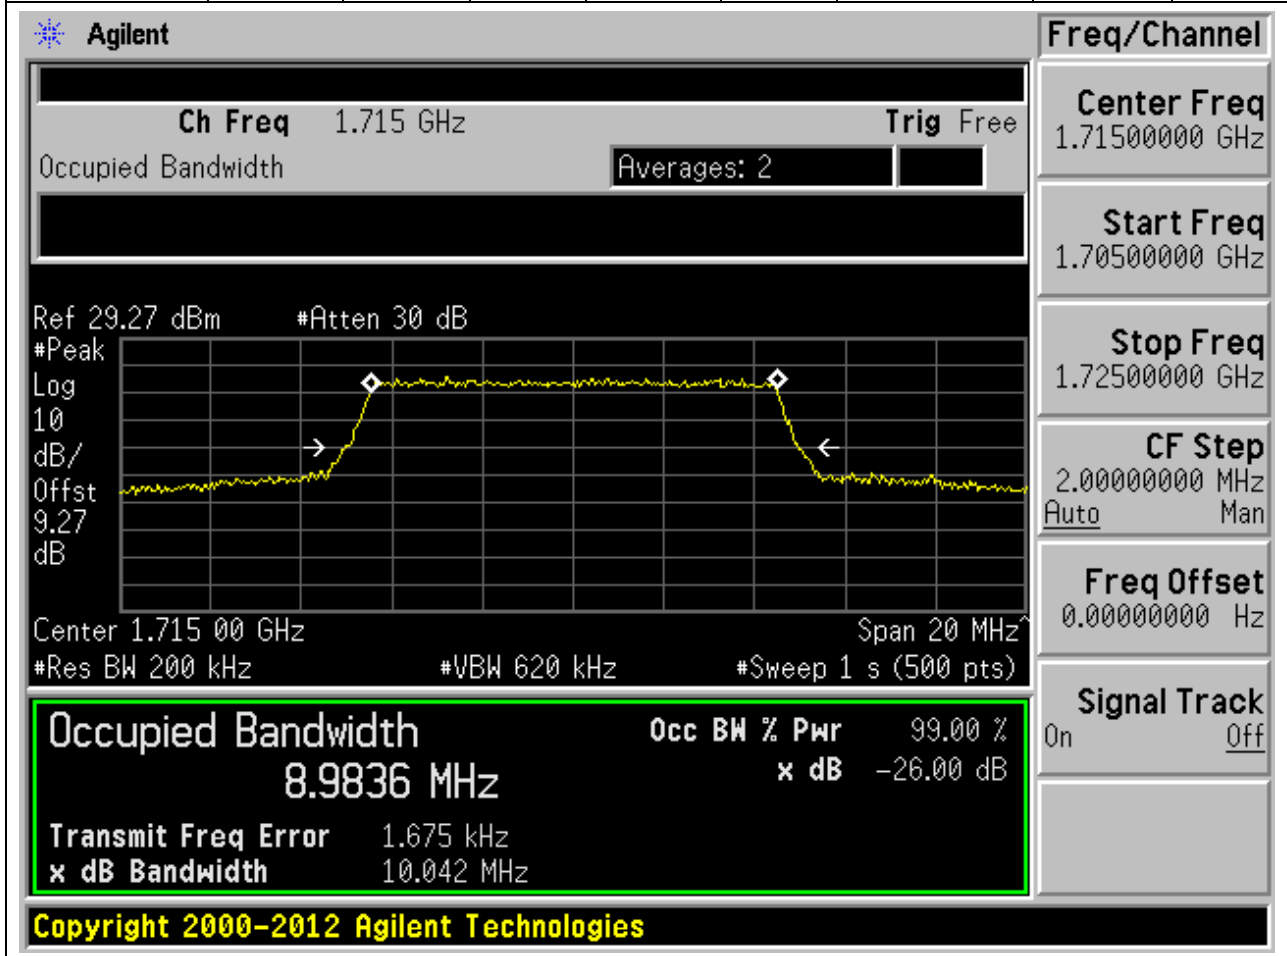 Agilent
Freq/Channel
Ch Freq 1.715 GHz Trig Free
Occupied Bandwidth Averages: 2
Center Freq
1.71500000 GHz
Start Freq
1.70500000 GHz
Ref 29.27 dBm #Atten 30 dB
#Peak
Log
10
dB/
Offst
9.27
dB
Stop Freq
1.72500000 GHz
CF Step
2.00000000 MHz
Auto Man
Freq Offset
0.00000000 Hz
Center 1.715 00 GHz Span 20 MHz^
#Res BW 200 kHz #VBW 620 kHz #Sweep 1 s (500 pts)
Signal Track
On Off
Occupied Bandwidth Occ BW % Pwr 99.00 %
8.9836 MHz x dB -26.00 dB
Transmit Freq Error 1.675 kHz
x dB Bandwidth 10.042 MHz
Copyright 2000-2012 Agilent Technologies